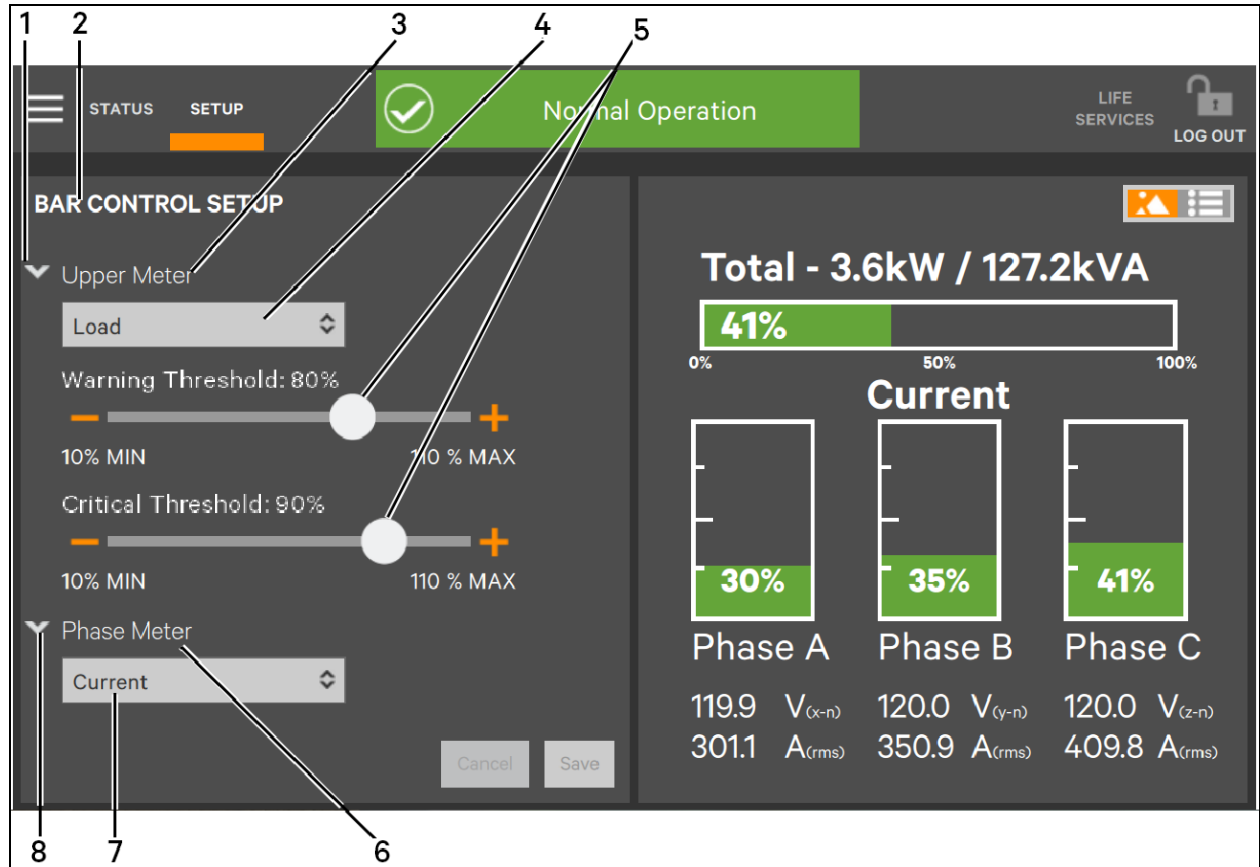 1 2 3 4 5
STATUS SETUP Normal Operation LIFE SERVICES LOG OUT
BAR CONTROL SETUP
Upper Meter
Load
Warning Threshold: 80%
10% MIN 110 % MAX
Critical Threshold: 90%
10% MIN 110 % MAX
Phase Meter
Current
Cancel Save
Total - 3.6kW / 127.2kVA
41%
0% 50% 100%
Current
30% 35% 41%
Phase A Phase B Phase C
119.9 V(x-n) 120.0 V(y-n) 120.0 V(z-n)
301.1 A(rms) 350.9 A(rms) 409.8 A(rms)
8 7 6